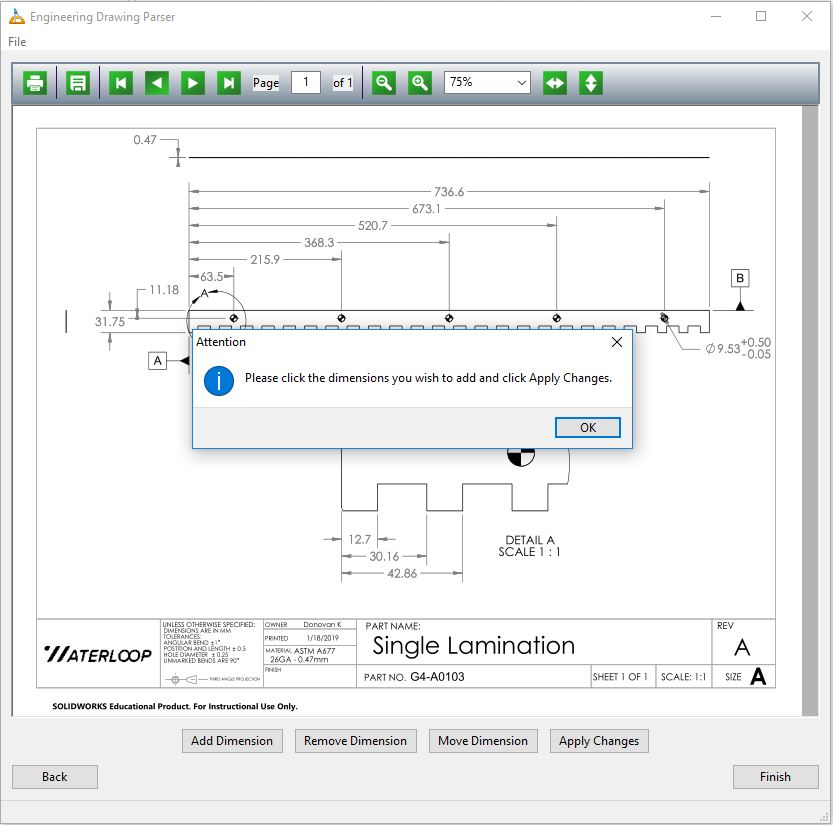 Engineering Drawing Parser
File
Page 1 of 1 75%
0.47
736.6
673.1
520.7
368.3
215.9
63.5
11.18
A
B
31.75
A
Ø9.53 +0.50
-0.05
Attention
Please click the dimensions you wish to add and click Apply Changes.
OK
12.7
30.16
42.86
DETAIL A
SCALE 1 : 1
WATERLOOP
UNLESS OTHERWISE SPECIFIED:
DIMENSIONS ARE IN MM
TOLERANCES:
ANGULAR BEND ±1°
POSTITION AND LENGTH ± 0.5
HOLE DIAMETER ± 0.25
UNMARKED BENDS ARE 90°
THIRD ANGLE PROJECTION
OWNER Donovan K
PRINTED 1/18/2019
MATERIAL ASTM A677
26GA - 0.47mm
FINISH
PART NAME:
Single Lamination
REV
A
PART NO. G4-A0103
SHEET 1 OF 1
SCALE: 1:1
SIZE A
SOLIDWORKS Educational Product. For Instructional Use Only.
Add Dimension
Remove Dimension
Move Dimension
Apply Changes
Back
Finish